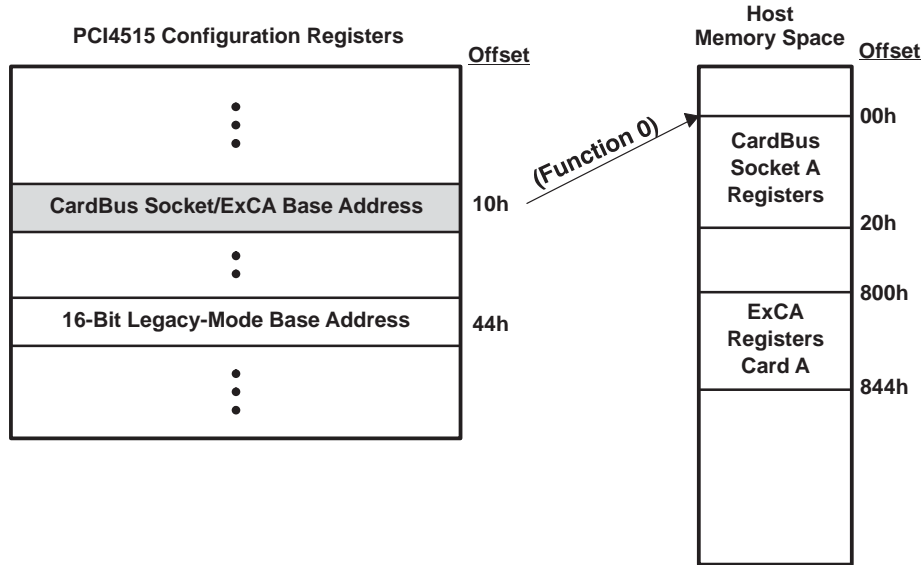 PCI4515 Configuration Registers
Offset
CardBus Socket/ExCA Base Address
10h
16-Bit Legacy-Mode Base Address
44h
(Function 0)
Host
Memory Space
Offset
00h
CardBus
Socket A
Registers
20h
800h
ExCA
Registers
Card A
844h